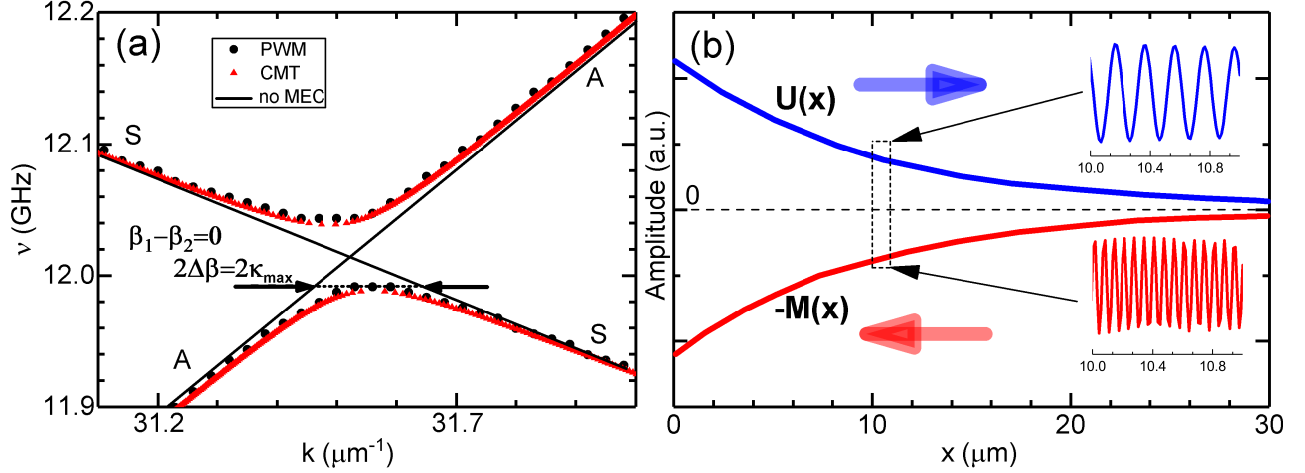 (a)
PWM
CMT
no MEC
A
S
β₁−β₂=0
2Δβ=2κmax
A
S
12.2
12.1
12.0
11.9
ν (GHz)
31.2
31.7
k (μm⁻¹)
(b)
U(x)
0
-M(x)
Amplitude (a.u.)
10.0
10.4
10.8
10.0
10.4
10.8
0
10
20
30
x (μm)